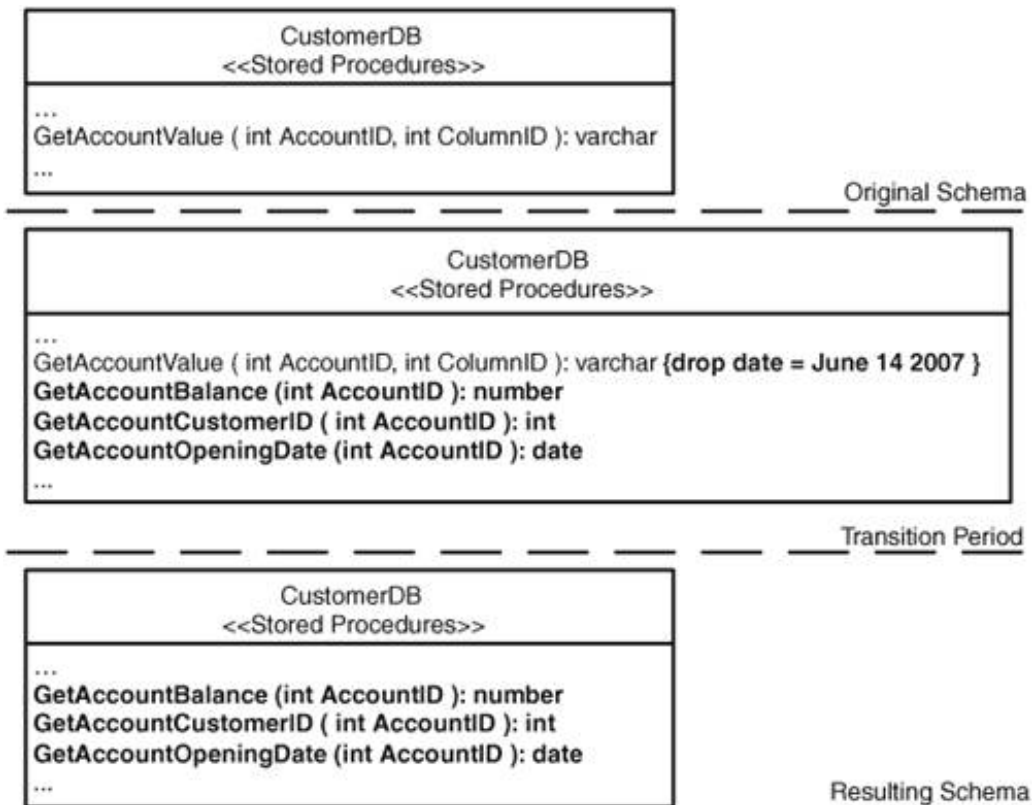 CustomerDB
<<Stored Procedures>>
...
GetAccountValue ( int AccountID, int ColumnID ): varchar
...
Original Schema
CustomerDB
<<Stored Procedures>>
...
GetAccountValue ( int AccountID, int ColumnID ): varchar {drop date = June 14 2007 }
GetAccountBalance (int AccountID ): number
GetAccountCustomerID ( int AccountID ): int
GetAccountOpeningDate (int AccountID ): date
...
Transition Period
CustomerDB
<<Stored Procedures>>
...
GetAccountBalance (int AccountID ): number
GetAccountCustomerID ( int AccountID ): int
GetAccountOpeningDate (int AccountID ): date
...
Resulting Schema